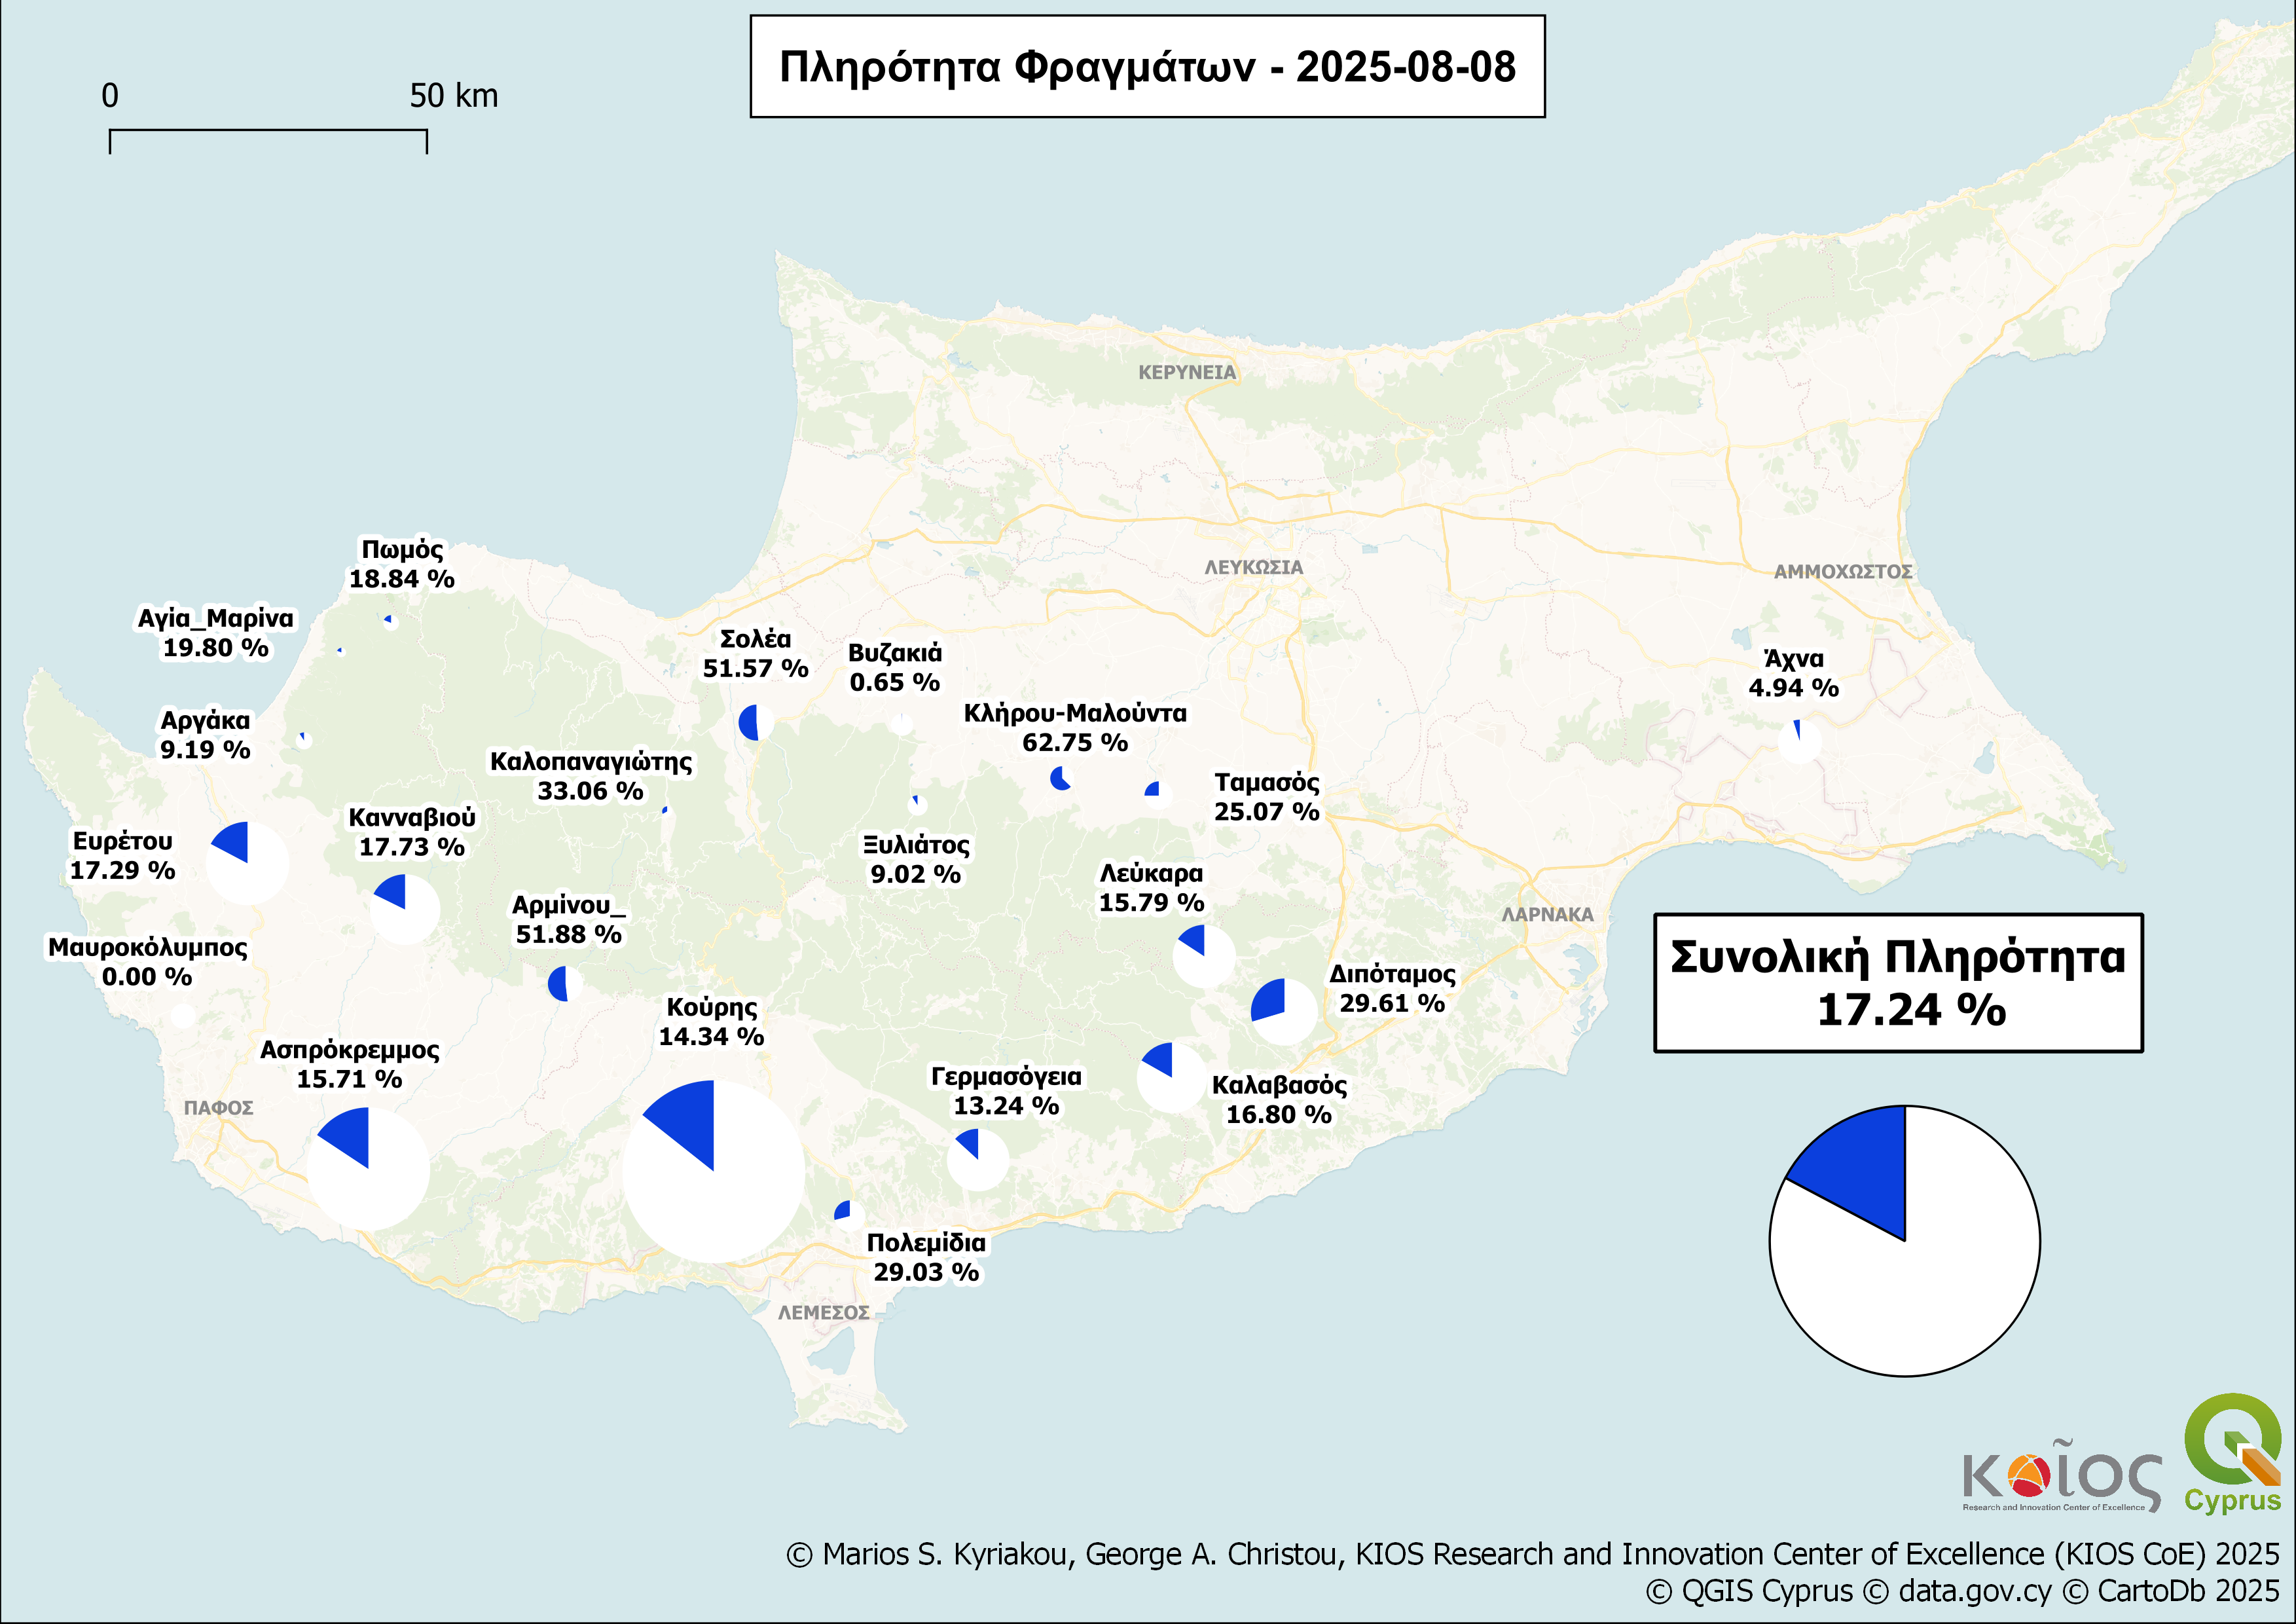 Πληρότητα Φραγμάτων - 2025-08-08
0 50 km
ΚΕΡΥΝΕΙΑ
Πωμός
18.84 %
ΛΕΥΚΩΣΙΑ
ΑΜΜΟΧΩΣΤΟΣ
Αγία_Μαρίνα
19.80 %
Σολέα
51.57 %
Βυζακιά
0.65 %
Άχνα
4.94 %
Αργάκα
9.19 %
Κλήρου-Μαλούντα
62.75 %
Καλοπαναγιώτης
33.06 %
Ταμασός
25.07 %
Ευρέτου
17.29 %
Κανναβιού
17.73 %
Ξυλιάτος
9.02 %
Λεύκαρα
15.79 %
Αρμίνου_
51.88 %
ΛΑΡΝΑΚΑ
Μαυροκόλυμπος
0.00 %
Διπόταμος
29.61 %
Συνολική Πληρότητα
17.24 %
Κούρης
14.34 %
Ασπρόκρεμμος
15.71 %
Γερμασόγεια
13.24 %
Καλαβασός
16.80 %
ΠΑΦΟΣ
Πολεμίδια
29.03 %
ΛΕΜΕΣΟΣ
κοῖος
Research and Innovation Center of Excellence
Cyprus
© Marios S. Kyriakou, George A. Christou, KIOS Research and Innovation Center of Excellence (KIOS CoE) 2025
© QGIS Cyprus © data.gov.cy © CartoDb 2025